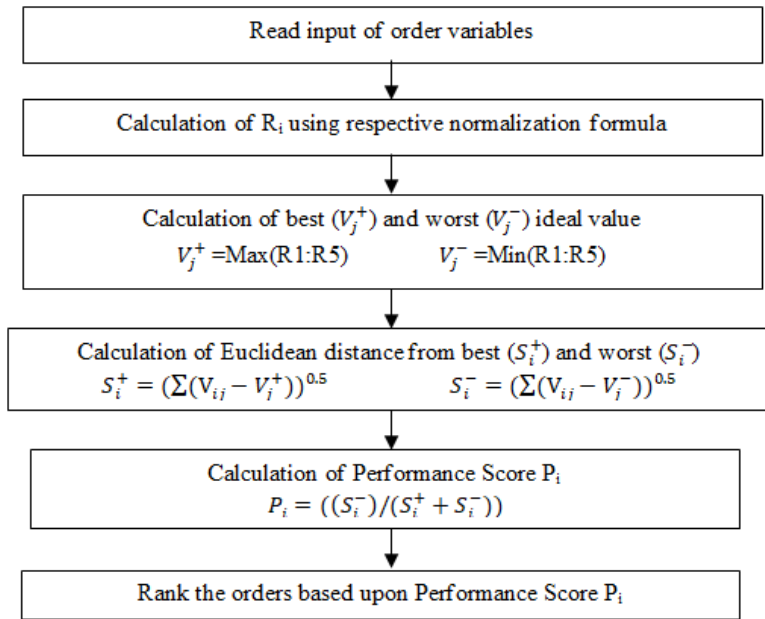 Read input of order variables
Calculation of Rᵢ using respective normalization formula
Calculation of best (𝑉ⱼ⁺) and worst (𝑉ⱼ⁻) ideal value
𝑉ⱼ⁺ =Max(R1:R5) 𝑉ⱼ⁻ =Min(R1:R5)
Calculation of Euclidean distance from best (𝑆ᵢ⁺) and worst (𝑆ᵢ⁻)
𝑆ᵢ⁺ = (∑(Vᵢⱼ − 𝑉ⱼ⁺))⁰·⁵ 𝑆ᵢ⁻ = (∑(Vᵢⱼ − 𝑉ⱼ⁻))⁰·⁵
Calculation of Performance Score Pᵢ
𝑃ᵢ = ((𝑆ᵢ⁻)/(𝑆ᵢ⁺ + 𝑆ᵢ⁻))
Rank the orders based upon Performance Score Pᵢ